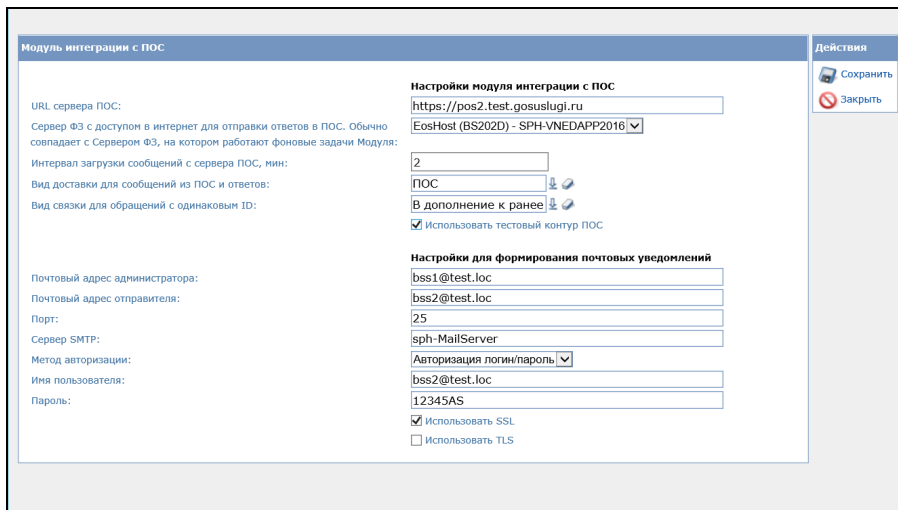 Модуль интеграции с ПОС
Действия
Сохранить
Закрыть
Настройки модуля интеграции с ПОС
URL сервера ПОС:
https://pos2.test.gosuslugi.ru
Сервер ФЗ с доступом в интернет для отправки ответов в ПОС. Обычно
совпадает с Сервером ФЗ, на котором работают фоновые задачи Модуля:
EosHost (BS202D) - SPH-VNEDAPP2016
Интервал загрузки сообщений с сервера ПОС, мин:
2
Вид доставки для сообщений из ПОС и ответов:
ПОС
Вид связки для обращений с одинаковым ID:
В дополнение к ранее
Использовать тестовый контур ПОС
Настройки для формирования почтовых уведомлений
Почтовый адрес администратора:
bss1@test.loc
Почтовый адрес отправителя:
bss2@test.loc
Порт:
25
Сервер SMTP:
sph-MailServer
Метод авторизации:
Авторизация логин/пароль
Имя пользователя:
bss2@test.loc
Пароль:
12345AS
Использовать SSL
Использовать TLS